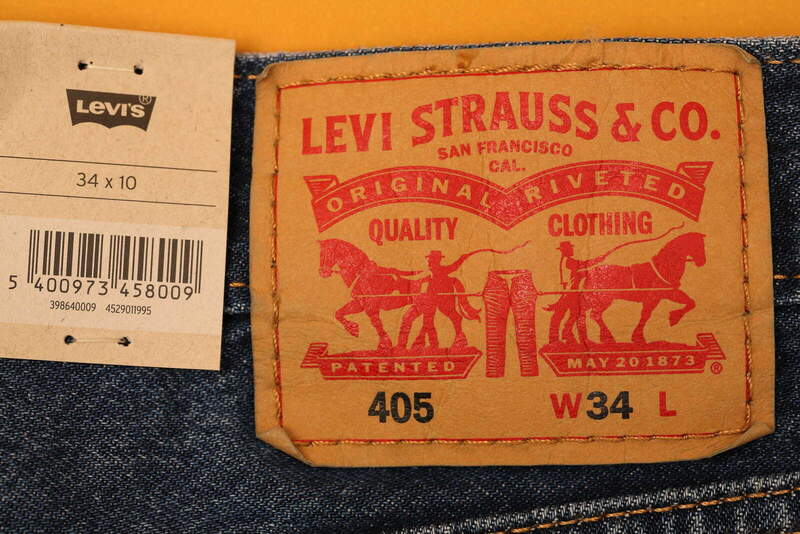 LEVI'S®
34 x 10
5 400973 458009
398640009 4529011995
LEVI STRAUSS & CO.
SAN FRANCISCO
CAL.
ORIGINAL RIVETED
QUALITY CLOTHING
PATENTED MAY 20 1873 ®
405 W34 L